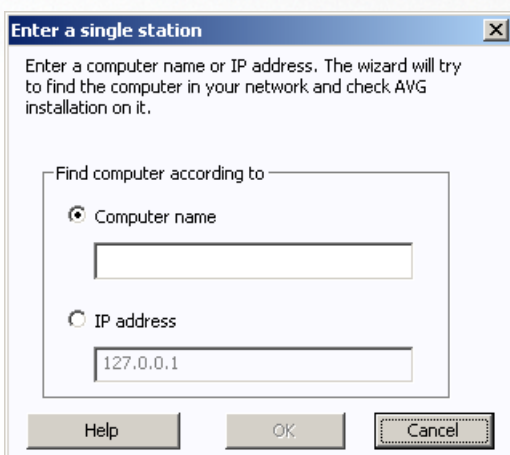 Enter a single station
Enter a computer name or IP address. The wizard will try
to find the computer in your network and check AVG
installation on it.
Find computer according to
Computer name
IP address
127.0.0.1
Help OK Cancel